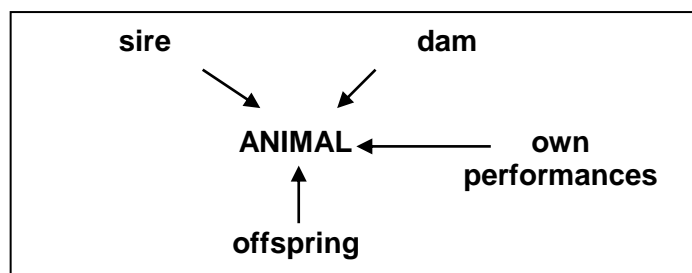 sire dam
ANIMAL own
performances
offspring